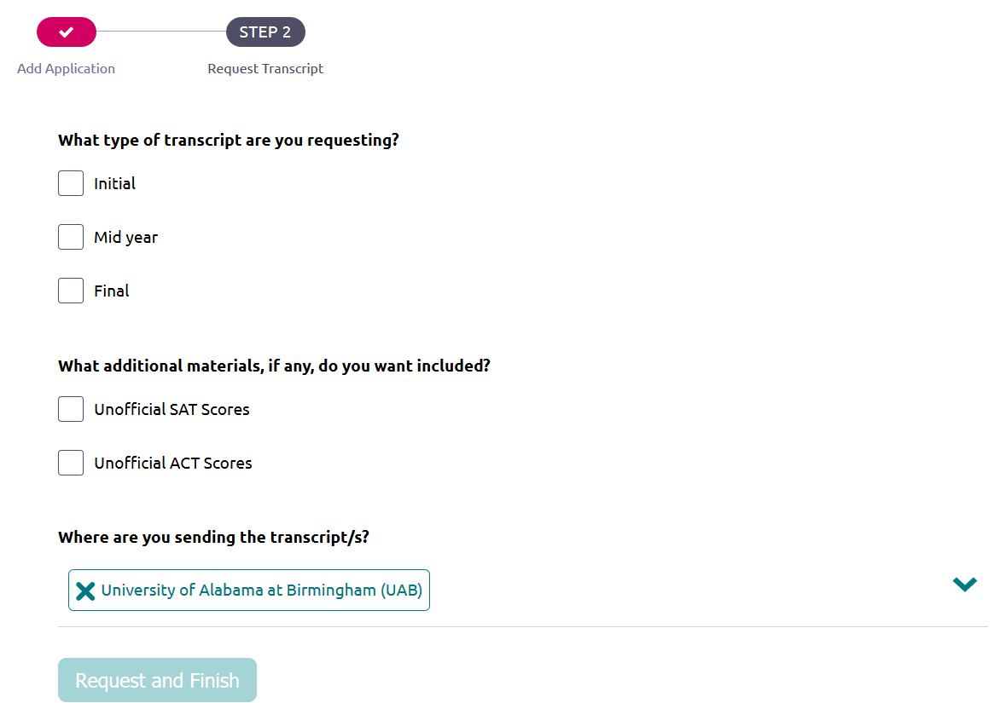 STEP 2
Add Application
Request Transcript
What type of transcript are you requesting?
Initial
Mid year
Final
What additional materials, if any, do you want included?
Unofficial SAT Scores
Unofficial ACT Scores
Where are you sending the transcript/s?
University of Alabama at Birmingham (UAB)
Request and Finish